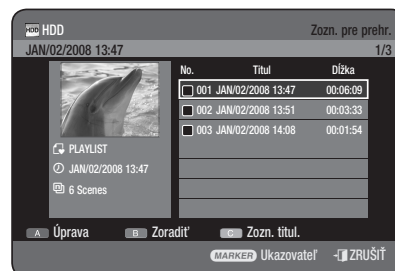 HDD HDD Zozn. pre prehr.
JAN/02/2008 13:47 1/3
No. Titul Dĺžka
001 JAN/02/2008 13:47 00:06:09
002 JAN/02/2008 13:51 00:03:33
003 JAN/02/2008 14:08 00:01:54
PLAYLIST
JAN/02/2008 13:47
6 Scenes
A Úprava B Zoradiť C Zozn. titul.
MARKER Ukazovateľ ZRUŠIŤ